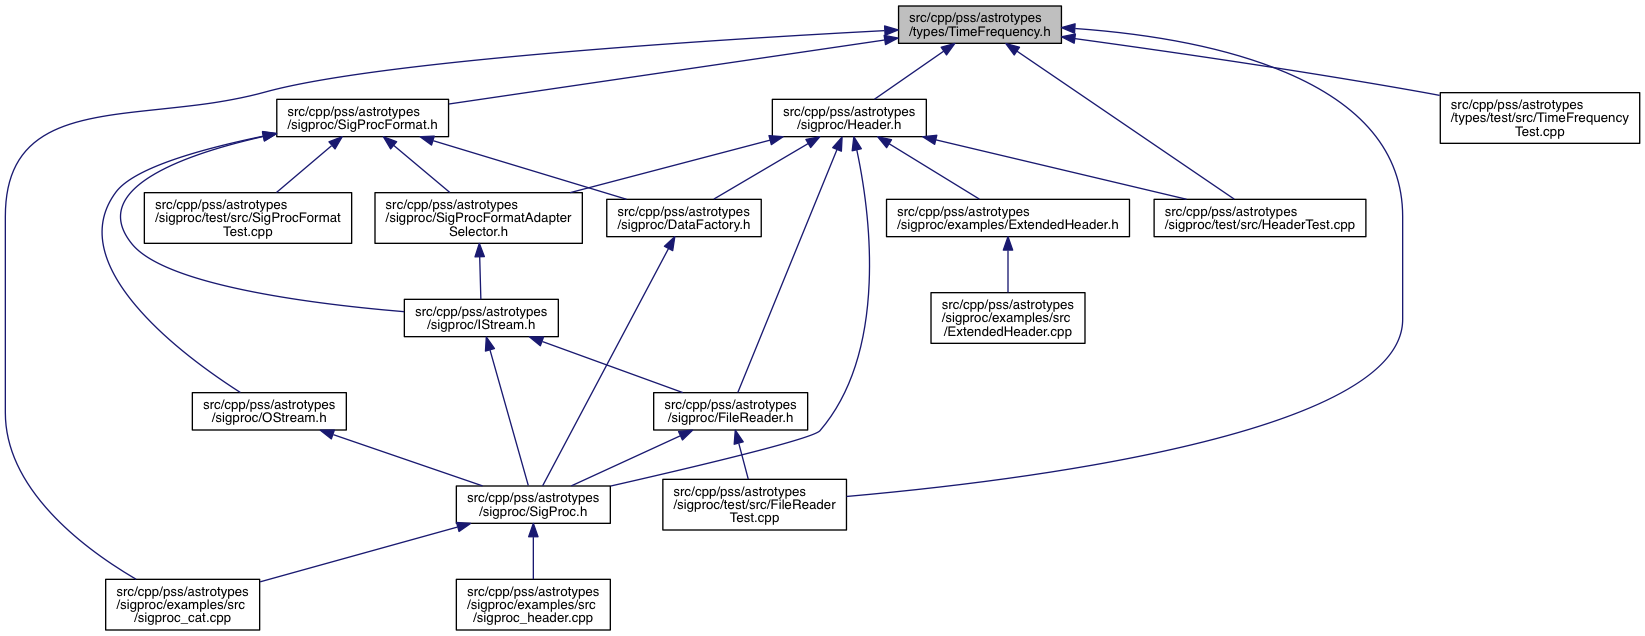 src/cpp/pss/astrotypes
/types/TimeFrequency.h
src/cpp/pss/astrotypes
/sigproc/SigProcFormat.h
src/cpp/pss/astrotypes
/sigproc/Header.h
src/cpp/pss/astrotypes
/types/test/src/TimeFrequency
Test.cpp
src/cpp/pss/astrotypes
/sigproc/test/src/SigProcFormat
Test.cpp
src/cpp/pss/astrotypes
/sigproc/SigProcFormatAdapter
Selector.h
src/cpp/pss/astrotypes
/sigproc/DataFactory.h
src/cpp/pss/astrotypes
/sigproc/examples/ExtendedHeader.h
src/cpp/pss/astrotypes
/sigproc/test/src/HeaderTest.cpp
src/cpp/pss/astrotypes
/sigproc/IStream.h
src/cpp/pss/astrotypes
/sigproc/examples/src
/ExtendedHeader.cpp
src/cpp/pss/astrotypes
/sigproc/OStream.h
src/cpp/pss/astrotypes
/sigproc/FileReader.h
src/cpp/pss/astrotypes
/sigproc/SigProc.h
src/cpp/pss/astrotypes
/sigproc/test/src/FileReader
Test.cpp
src/cpp/pss/astrotypes
/sigproc/examples/src
/sigproc_cat.cpp
src/cpp/pss/astrotypes
/sigproc/examples/src
/sigproc_header.cpp